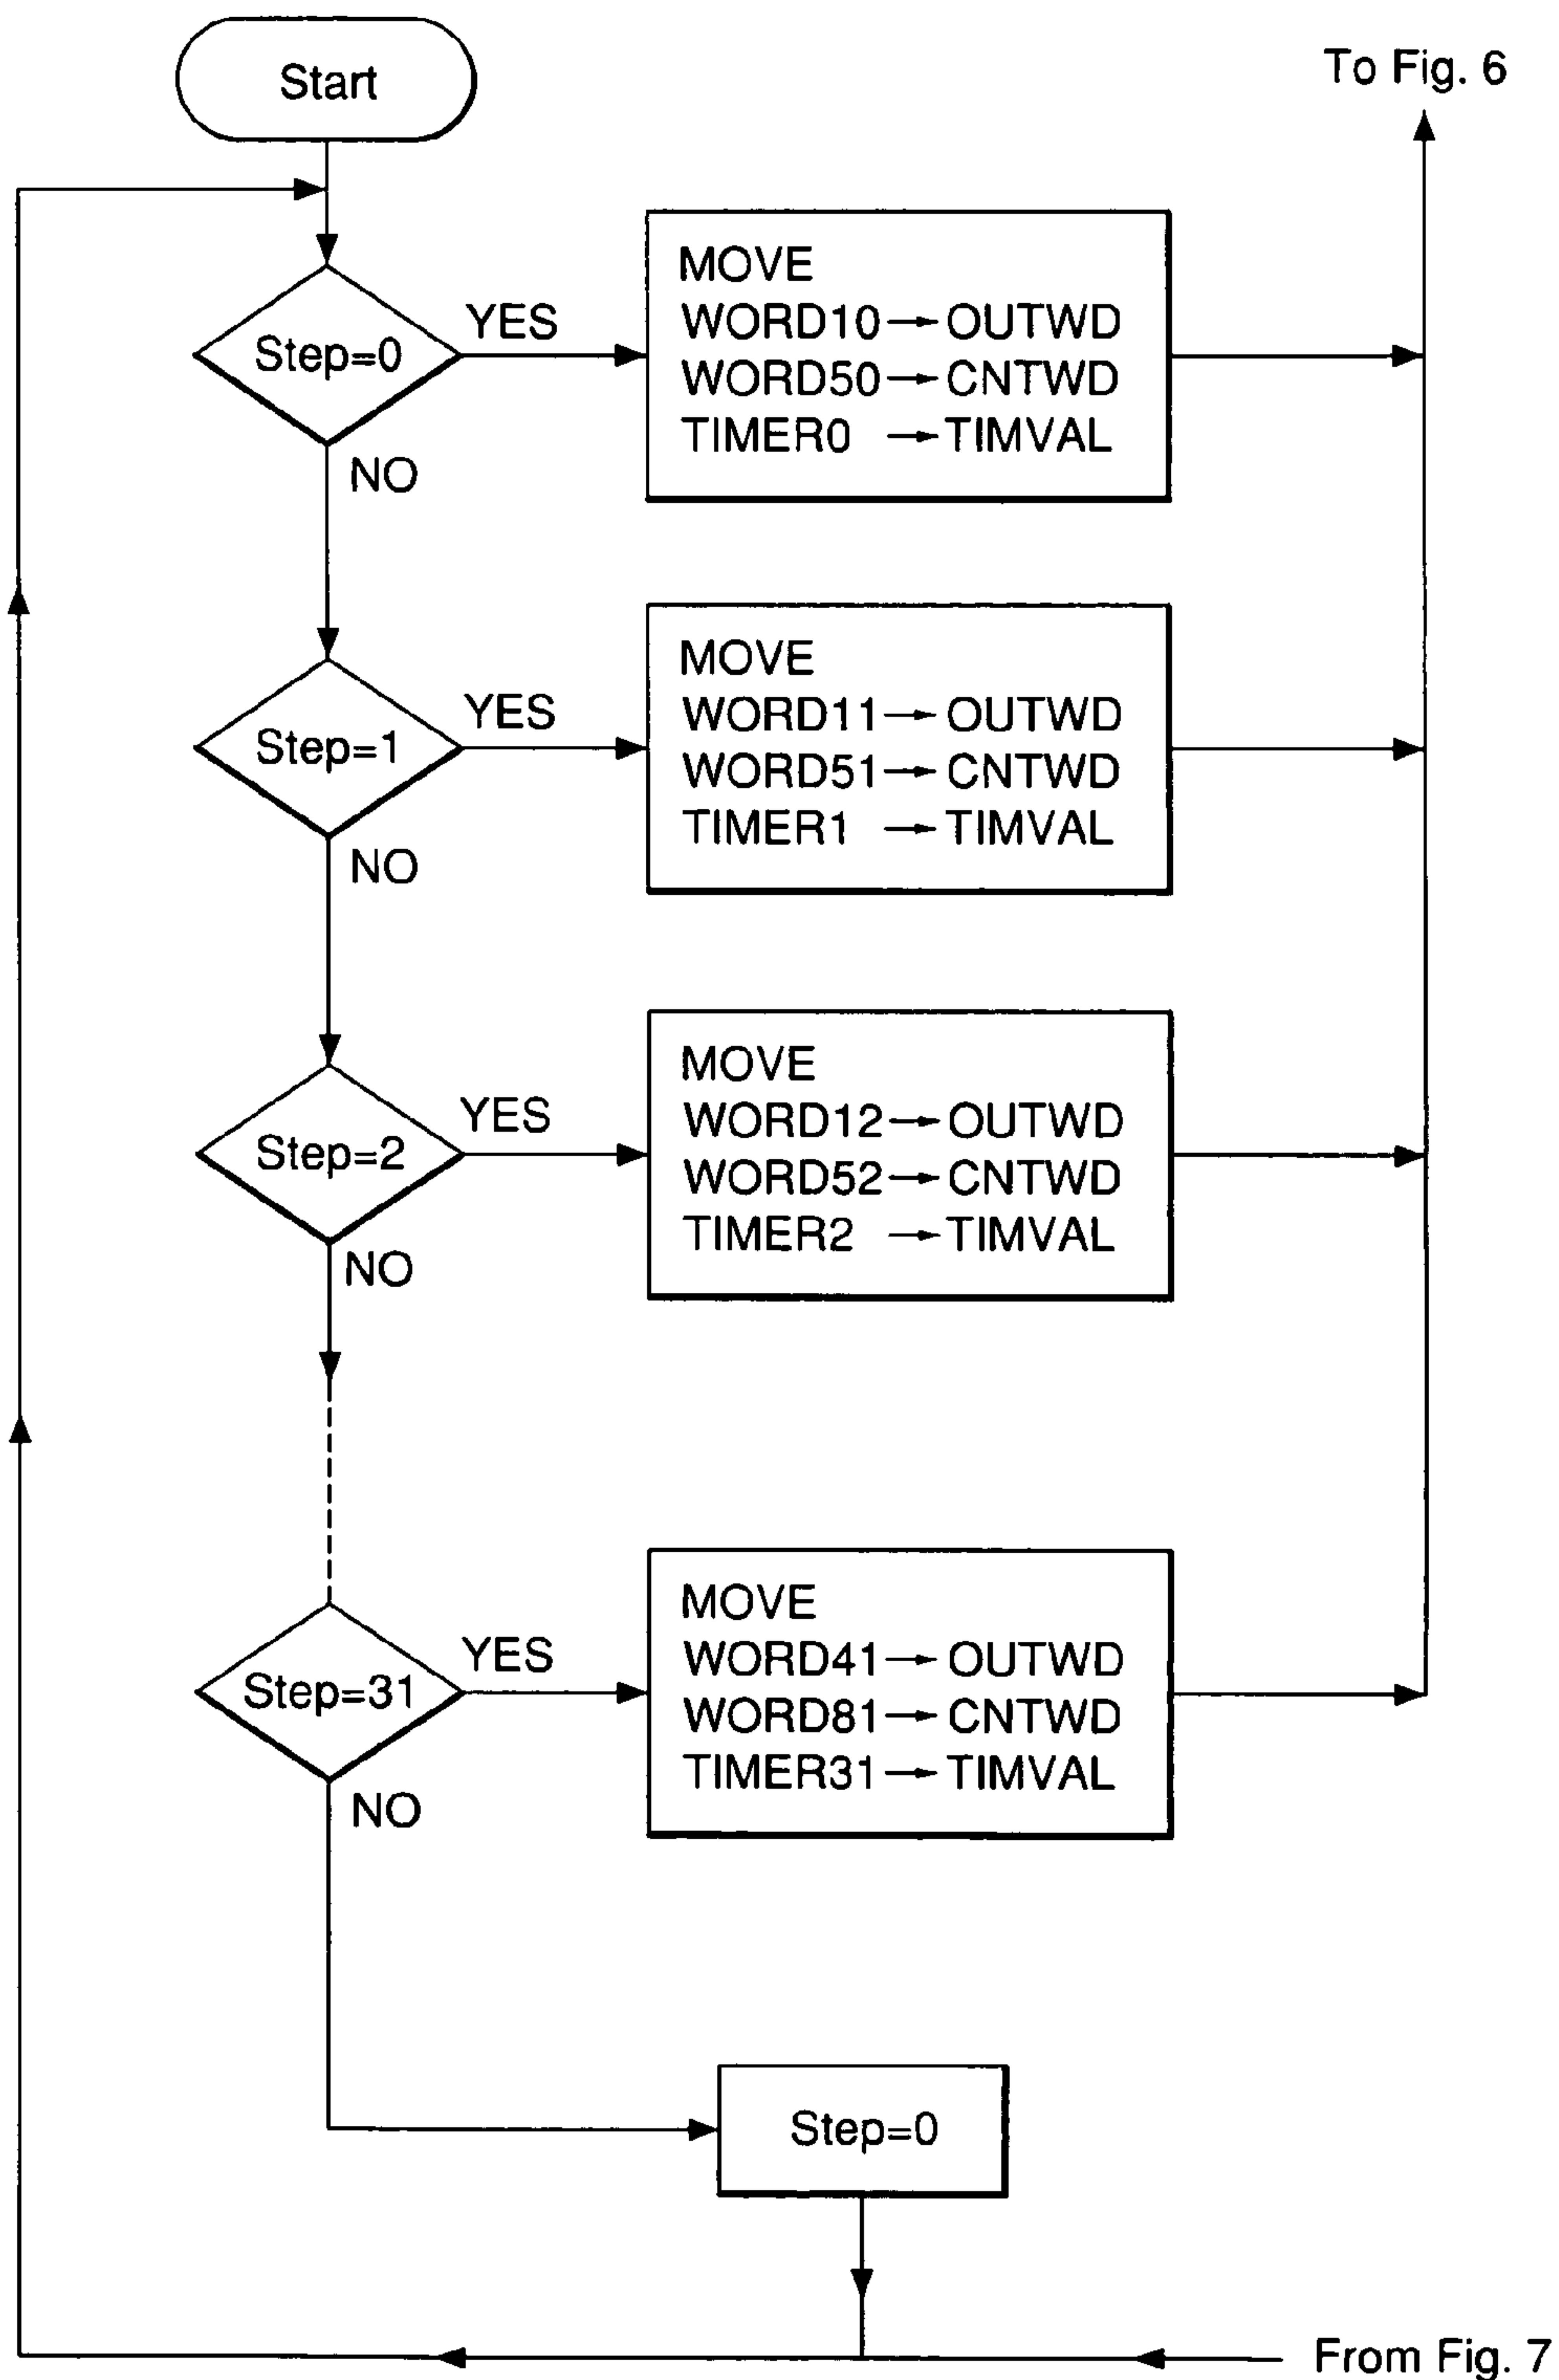 Start
To Fig. 6
Step=0
YES
NO
MOVE
WORD10→OUTWD
WORD50→CNTWD
TIMER0 →TIMVAL
Step=1
YES
NO
MOVE
WORD11→OUTWD
WORD51→CNTWD
TIMER1 →TIMVAL
Step=2
YES
NO
MOVE
WORD12→OUTWD
WORD52→CNTWD
TIMER2 →TIMVAL
Step=31
YES
NO
MOVE
WORD41→OUTWD
WORD81→CNTWD
TIMER31→TIMVAL
Step=0
From Fig. 7